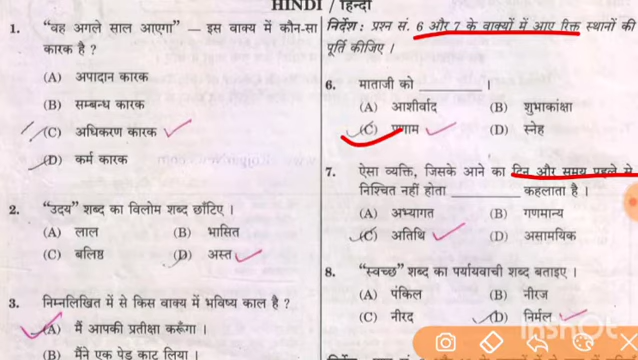 HINDI / हिन्दी
1. “वह अगले साल आएगा” – इस वाक्य में कौन-सा
कारक है ?
(A) अपादान कारक
(B) सम्बन्ध कारक
(C) अधिकरण कारक
(D) कर्म कारक
2. “उदय” शब्द का विलोम शब्द छाँटिए ।
(A) लाल (B) भासित
(C) बलिष्ठ (D) अस्त
3. निम्नलिखित में से किस वाक्य में भविष्य काल है ?
(A) मैं आपकी प्रतीक्षा करूँगा ।
(B) मैंने एक पेड़ काट लिया ।
निर्देश : प्रश्न सं. 6 और 7 के वाक्यों में आए रिक्त स्थानों की
पूर्ति कीजिए ।
6. माताजी को ________ ।
(A) आशीर्वाद (B) शुभाकांक्षा
(C) प्रणाम (D) स्नेह
7. ऐसा व्यक्ति, जिसके आने का दिन और समय पहले से
निश्चित नहीं होता ________ कहलाता है ।
(A) अभ्यागत (B) गणमान्य
(C) अतिथि (D) असामयिक
8. “स्वच्छ” शब्द का पर्यायवाची शब्द बताइए ।
(A) पंकिल (B) नीरज
(C) नीरद (D) निर्मल
InShOt